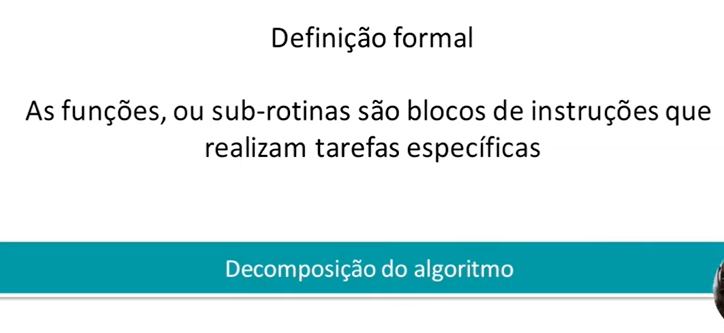 Definição formal
As funções, ou sub-rotinas são blocos de instruções que
realizam tarefas específicas
Decomposição do algoritmo